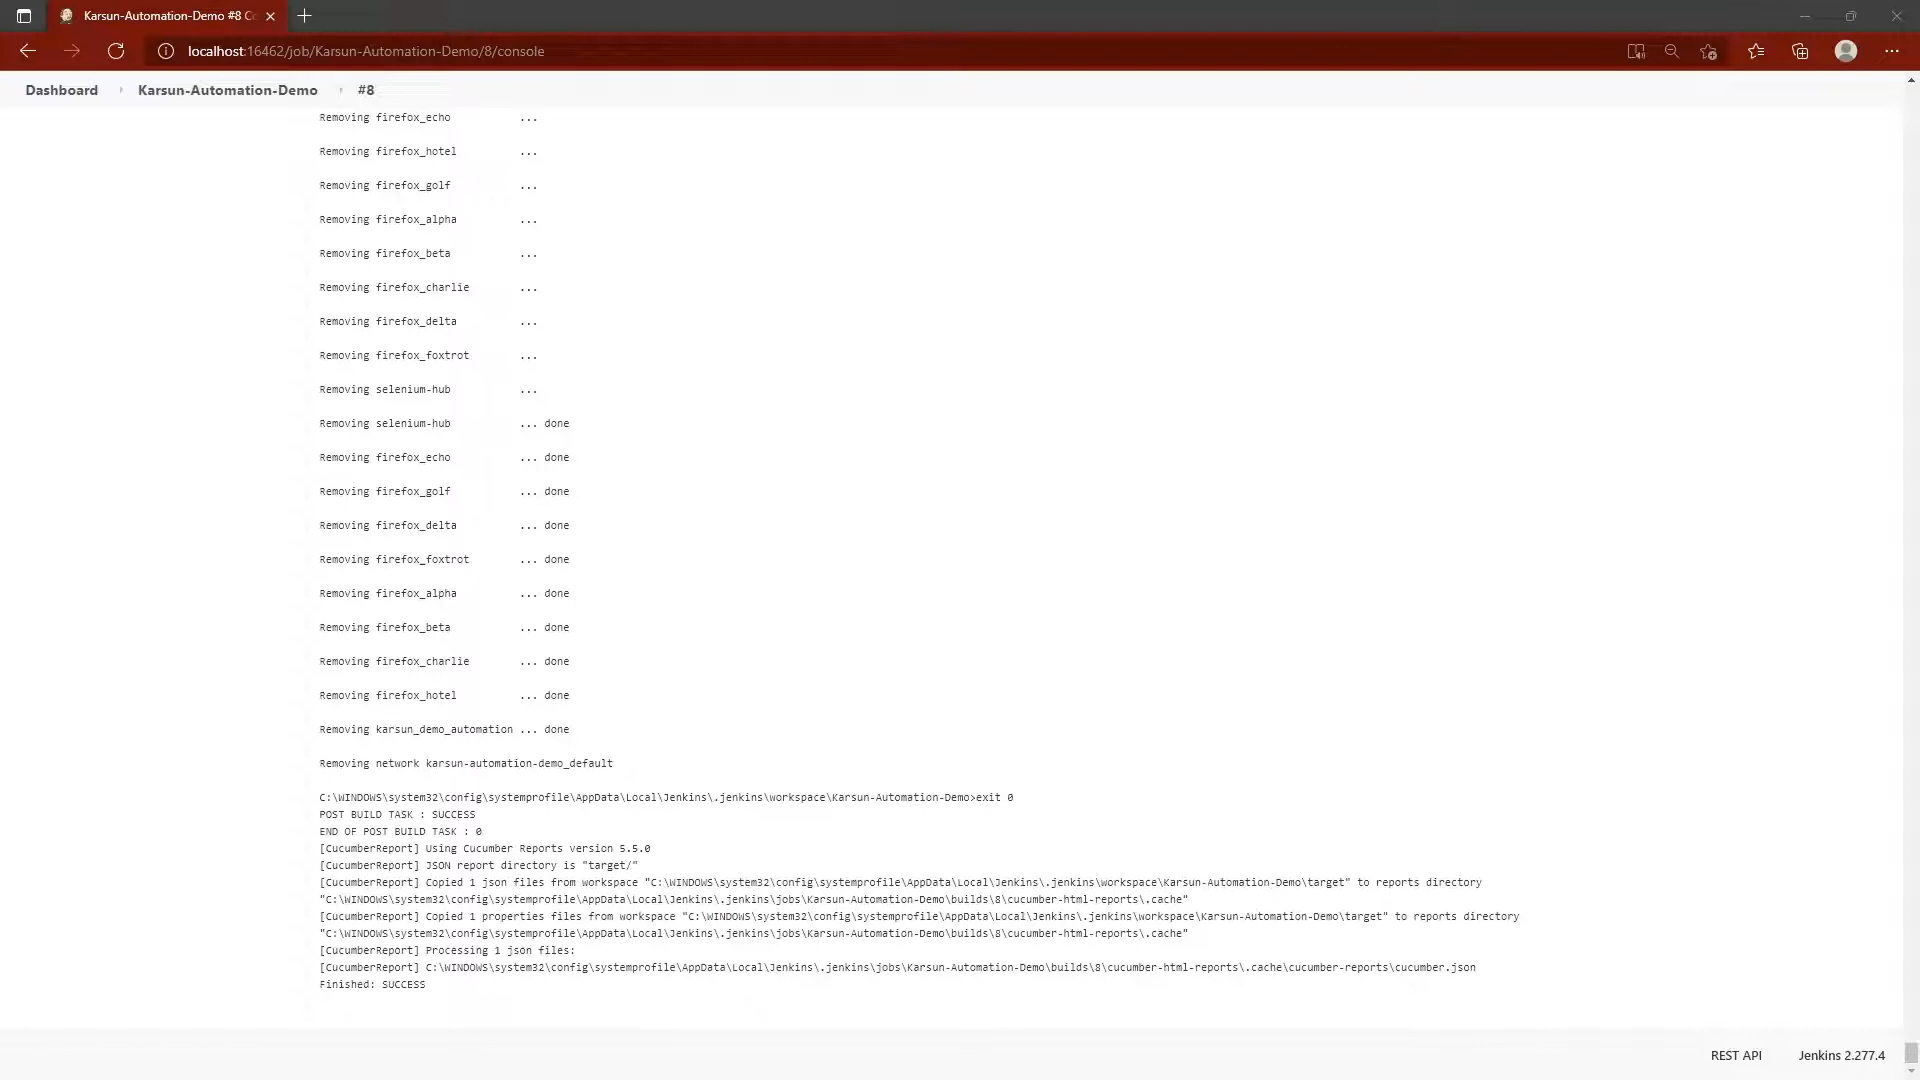 Karsun-Automation-Demo #8 Co
localhost:16462/job/Karsun-Automation-Demo/8/console
Dashboard Karsun-Automation-Demo #8
Removing firefox_echo ...
Removing firefox_hotel ...
Removing firefox_golf ...
Removing firefox_alpha ...
Removing firefox_beta ...
Removing firefox_charlie ...
Removing firefox_delta ...
Removing firefox_foxtrot ...
Removing selenium-hub ...
Removing selenium-hub ... done
Removing firefox_echo ... done
Removing firefox_golf ... done
Removing firefox_delta ... done
Removing firefox_foxtrot ... done
Removing firefox_alpha ... done
Removing firefox_beta ... done
Removing firefox_charlie ... done
Removing firefox_hotel ... done
Removing karsun_demo_automation ... done
Removing network karsun-automation-demo_default
C:\WINDOWS\system32\config\systemprofile\AppData\Local\Jenkins\.jenkins\workspace\Karsun-Automation-Demo>exit 0
POST BUILD TASK : SUCCESS
END OF POST BUILD TASK : 0
[CucumberReport] Using Cucumber Reports version 5.5.0
[CucumberReport] JSON report directory is "target/"
[CucumberReport] Copied 1 json files from workspace "C:\WINDOWS\system32\config\systemprofile\AppData\Local\Jenkins\.jenkins\workspace\Karsun-Automation-Demo\target" to reports directory
"C:\WINDOWS\system32\config\systemprofile\AppData\Local\Jenkins\.jenkins\jobs\Karsun-Automation-Demo\builds\8\cucumber-html-reports\.cache"
[CucumberReport] Copied 1 properties files from workspace "C:\WINDOWS\system32\config\systemprofile\AppData\Local\Jenkins\.jenkins\workspace\Karsun-Automation-Demo\target" to reports directory
"C:\WINDOWS\system32\config\systemprofile\AppData\Local\Jenkins\.jenkins\jobs\Karsun-Automation-Demo\builds\8\cucumber-html-reports\.cache"
[CucumberReport] Processing 1 json files:
[CucumberReport] C:\WINDOWS\system32\config\systemprofile\AppData\Local\Jenkins\.jenkins\jobs\Karsun-Automation-Demo\builds\8\cucumber-html-reports\.cache\cucumber-reports\cucumber.json
Finished: SUCCESS
REST API Jenkins 2.277.4